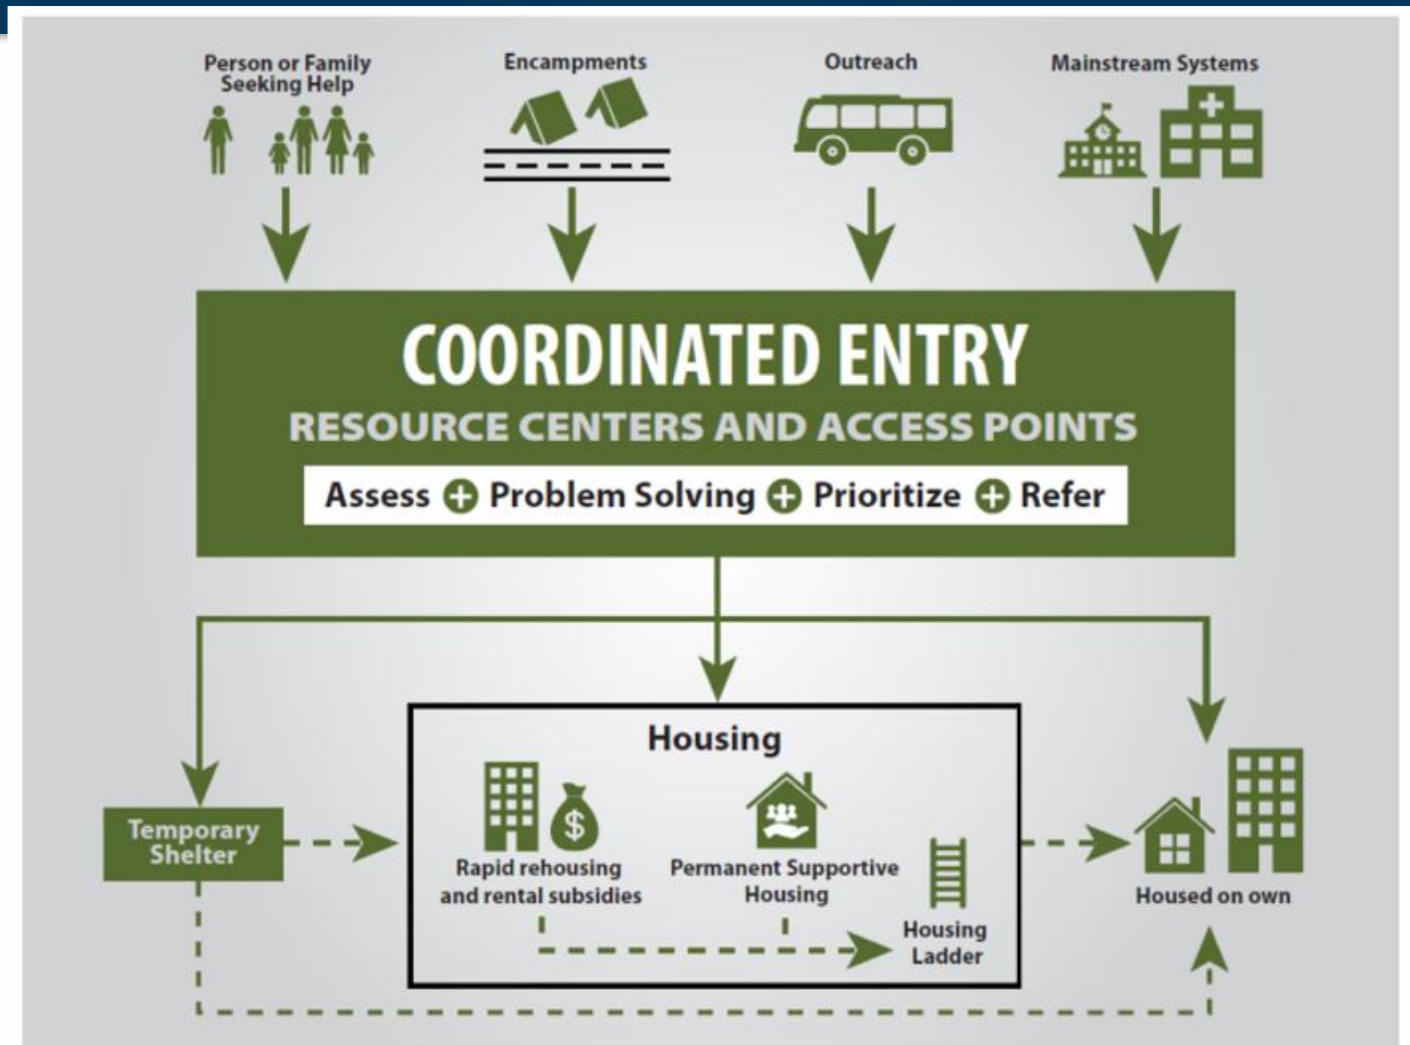 Person or Family
Seeking Help
Encampments
Outreach
Mainstream Systems
COORDINATED ENTRY
RESOURCE CENTERS AND ACCESS POINTS
Assess + Problem Solving + Prioritize + Refer
Housing
Temporary
Shelter
$
Rapid rehousing
and rental subsidies
Permanent Supportive
Housing
Housing
Ladder
Housed on own